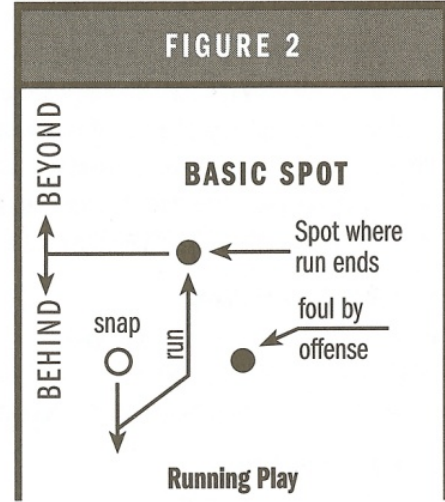 FIGURE 2
BEYOND
BASIC SPOT
Spot where
run ends
BEHIND
snap
run
foul by
offense
Running Play